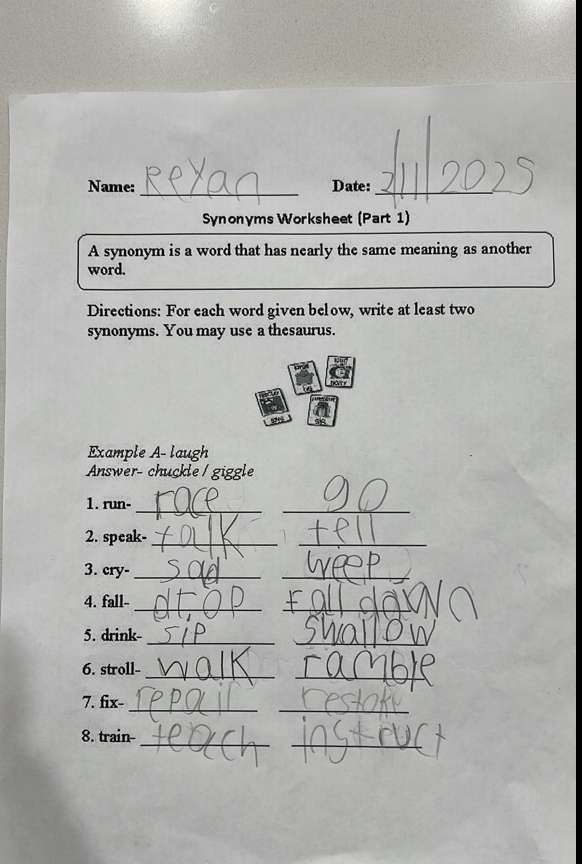 Name: Reyan Date: 2/11/2025
Synonyms Worksheet (Part 1)
A synonym is a word that has nearly the same meaning as another
word.
Directions: For each word given below, write at least two
synonyms. You may use a thesaurus.
Example A- laugh
Answer- chuckle / giggle
1. run- race go
2. speak- talk tell
3. cry- sad weep
4. fall- drop fall down
5. drink- sip swallow
6. stroll- walk ramble
7. fix- repair restore
8. train- teach instruct